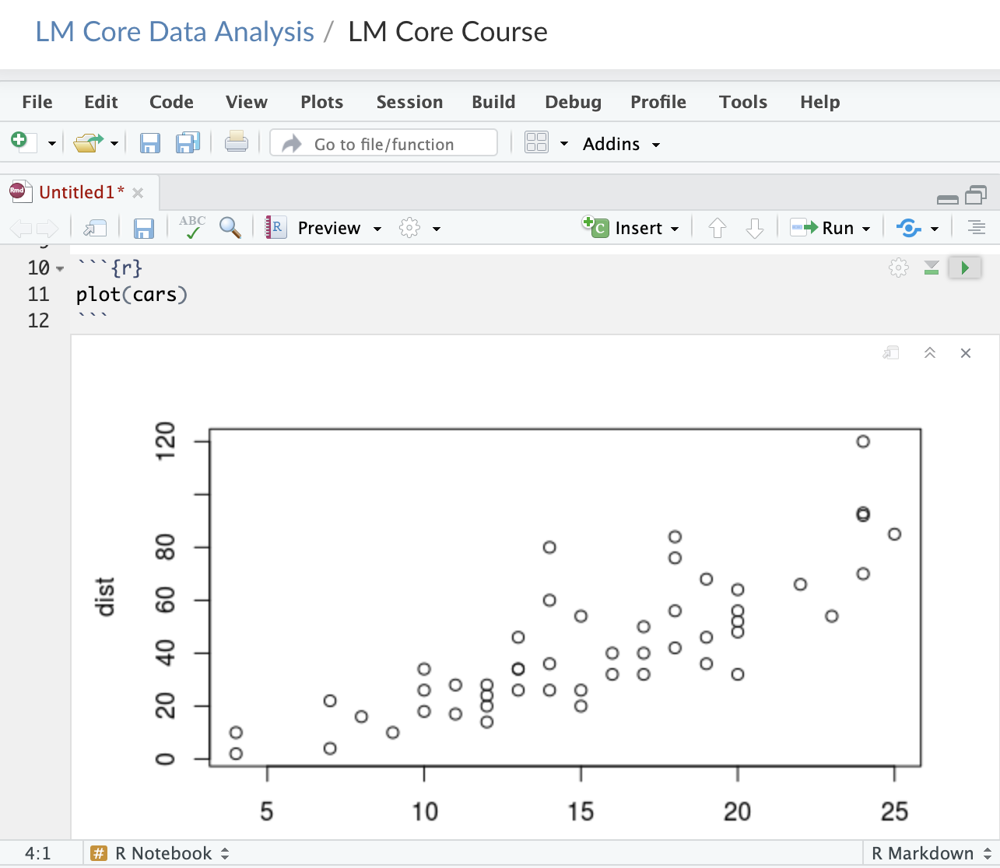 LM Core Data Analysis / LM Core Course
File Edit Code View Plots Session Build Debug Profile Tools Help
Go to file/function Addins
Rmd Untitled1*
ABC R Preview C Insert Run
10 ```{r}
11 plot(cars)
12 ```
120
80
60
40
20
0
dist
5 10 15 20 25
4:1 # R Notebook R Markdown